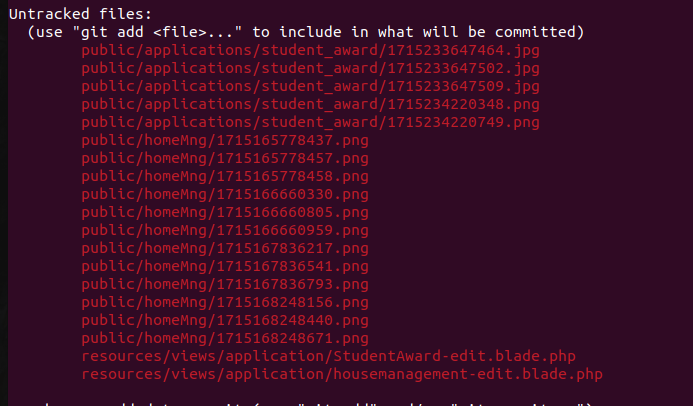 Untracked files:
(use "git add <file>..." to include in what will be committed)
public/applications/student_award/1715233647464.jpg
public/applications/student_award/1715233647502.jpg
public/applications/student_award/1715233647509.jpg
public/applications/student_award/1715234220348.png
public/applications/student_award/1715234220749.png
public/homeMng/1715165778437.png
public/homeMng/1715165778457.png
public/homeMng/1715165778458.png
public/homeMng/1715166660330.png
public/homeMng/1715166660805.png
public/homeMng/1715166660959.png
public/homeMng/1715167836217.png
public/homeMng/1715167836541.png
public/homeMng/1715167836793.png
public/homeMng/1715168248156.png
public/homeMng/1715168248440.png
public/homeMng/1715168248671.png
resources/views/application/StudentAward-edit.blade.php
resources/views/application/housemanagement-edit.blade.php